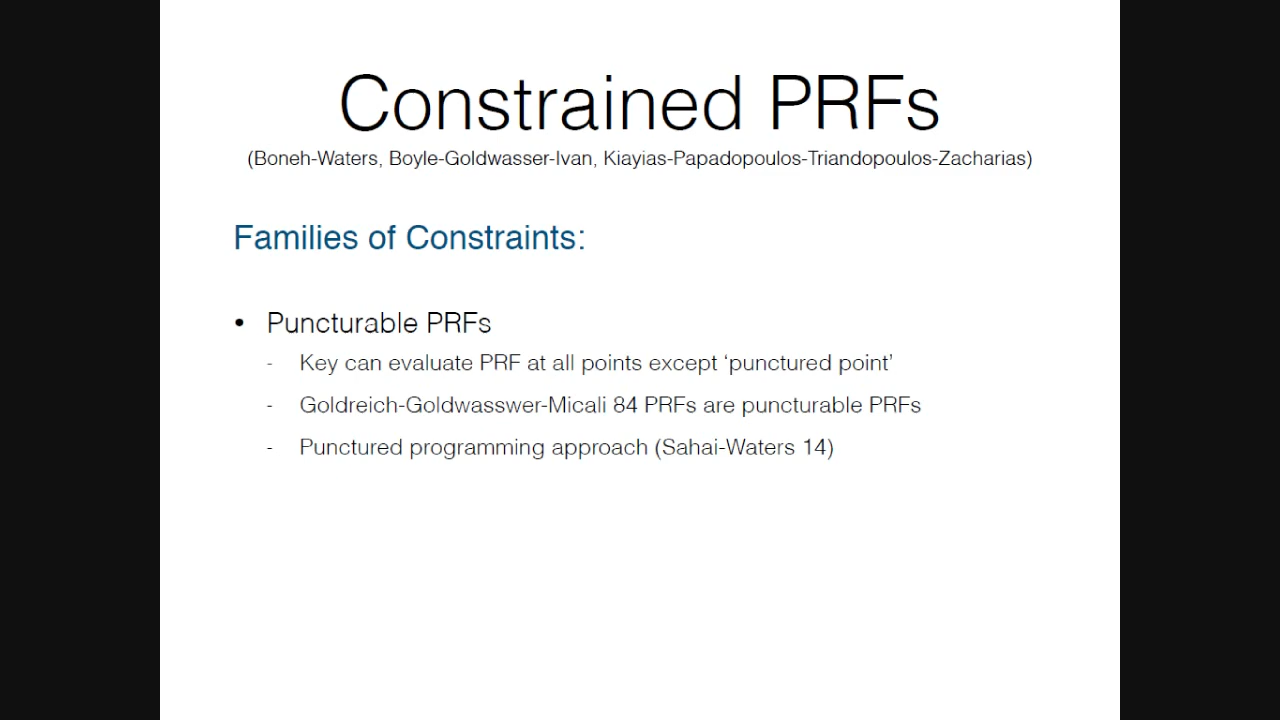 Constrained PRFs
(Boneh-Waters, Boyle-Goldwasser-Ivan, Kiayias-Papadopoulos-Triandopoulos-Zacharias)
Families of Constraints:
• Puncturable PRFs
- Key can evaluate PRF at all points except ‘punctured point’
- Goldreich-Goldwasswer-Micali 84 PRFs are puncturable PRFs
- Punctured programming approach (Sahai-Waters 14)